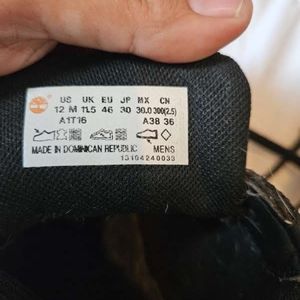 US UK EU JP MX CN
12 M 11.5 46 30 30.0 300(2.5)
A1T16 A38 36
MADE IN DOMINICAN REPUBLIC MENS
13104240033